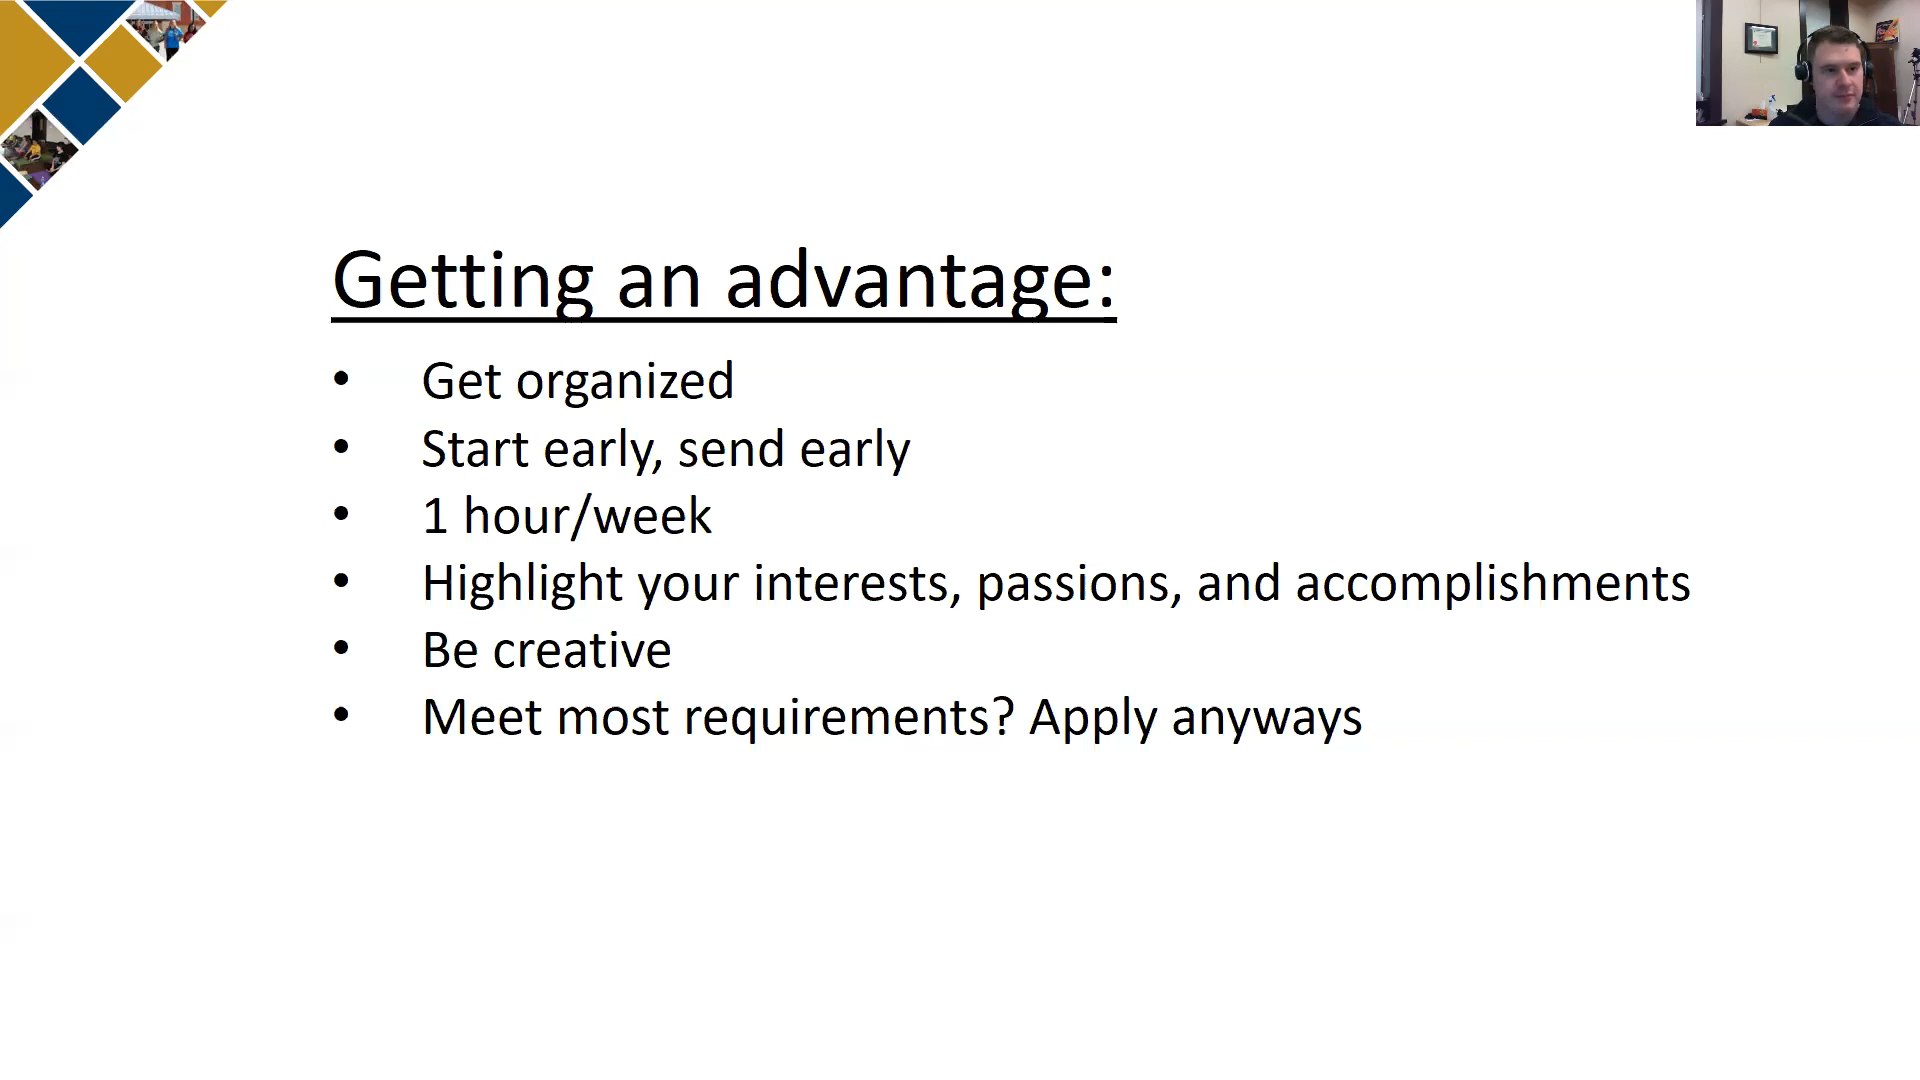 Getting an advantage:
• Get organized
• Start early, send early
• 1 hour/week
• Highlight your interests, passions, and accomplishments
• Be creative
• Meet most requirements? Apply anyways